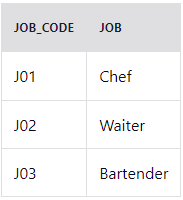 JOB_CODE JOB
J01 Chef
J02 Waiter
J03 Bartender